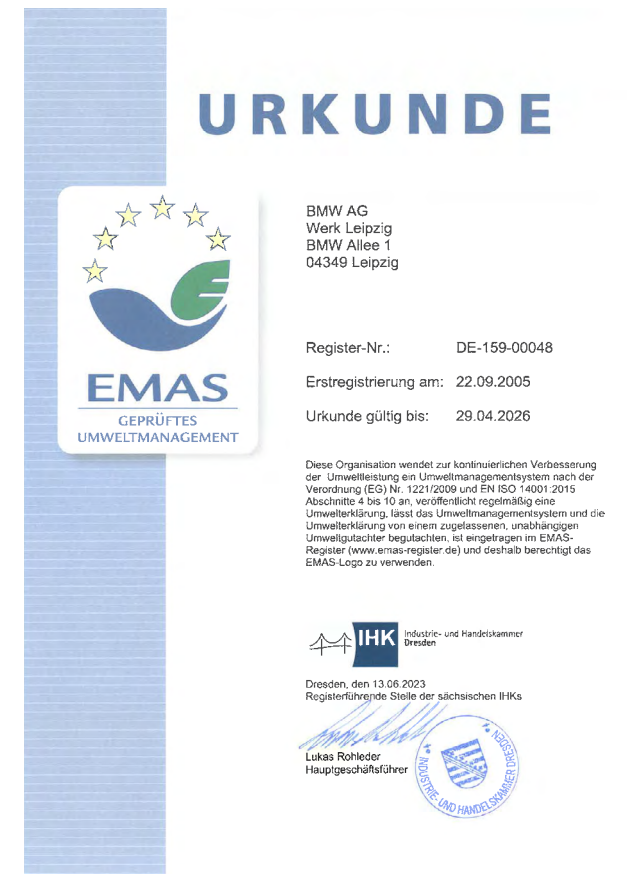 URKUNDE
BMW AG
Werk Leipzig
BMW Allee 1
04349 Leipzig
EMAS
GEPRÜFTES
UMWELTMANAGEMENT
Register-Nr.: DE-159-00048
Erstregistrierung am: 22.09.2005
Urkunde gültig bis: 29.04.2026
Diese Organisation wendet zur kontinuierlichen Verbesserung
der Umweltleistung ein Umweltmanagementsystem nach der
Verordnung (EG) Nr. 1221/2009 und EN ISO 14001:2015
Abschnitte 4 bis 10 an, veröffentlicht regelmäßig eine
Umwelterklärung, lässt das Umweltmanagementsystem und die
Umwelterklärung von einem zugelassenen, unabhängigen
Umweltgutachter begutachten, ist eingetragen im EMAS-
Register (www.emas-register.de) und deshalb berechtigt das
EMAS-Logo zu verwenden.
IHK Industrie- und Handelskammer
Dresden
Dresden, den 13.06.2023
Registerführende Stelle der sächsischen IHKs
Lukas Rohleder
Hauptgeschäftsführer
INDUSTRIE- UND HANDELSKAMMER DRESDEN